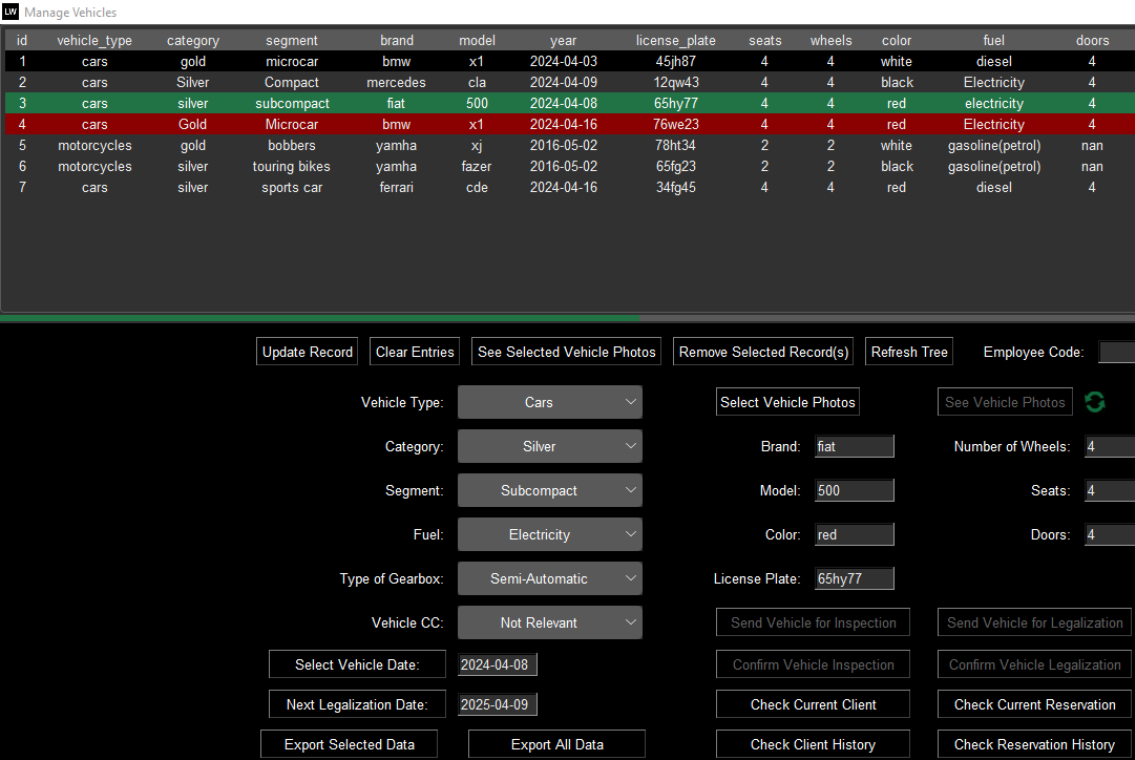 LW Manage Vehicles
id vehicle_type category segment brand model year license_plate seats wheels color fuel doors
1 cars gold microcar bmw x1 2024-04-03 45jh87 4 4 white diesel 4
2 cars Silver Compact mercedes cla 2024-04-09 12qw43 4 4 black Electricity 4
3 cars silver subcompact fiat 500 2024-04-08 65hy77 4 4 red electricity 4
4 cars Gold Microcar bmw x1 2024-04-16 76we23 4 4 red Electricity 4
5 motorcycles gold bobbers yamha xj 2016-05-02 78ht34 2 2 white gasoline(petrol) nan
6 motorcycles silver touring bikes yamha fazer 2016-05-02 65fg23 2 2 black gasoline(petrol) nan
7 cars silver sports car ferrari cde 2024-04-16 34fg45 4 4 red diesel 4
Update Record Clear Entries See Selected Vehicle Photos Remove Selected Record(s) Refresh Tree Employee Code:
Vehicle Type: Cars Select Vehicle Photos See Vehicle Photos
Category: Silver Brand: fiat Number of Wheels: 4
Segment: Subcompact Model: 500 Seats: 4
Fuel: Electricity Color: red Doors: 4
Type of Gearbox: Semi-Automatic License Plate: 65hy77
Vehicle CC: Not Relevant Send Vehicle for Inspection Send Vehicle for Legalization
Select Vehicle Date: 2024-04-08 Confirm Vehicle Inspection Confirm Vehicle Legalization
Next Legalization Date: 2025-04-09 Check Current Client Check Current Reservation
Export Selected Data Export All Data Check Client History Check Reservation History